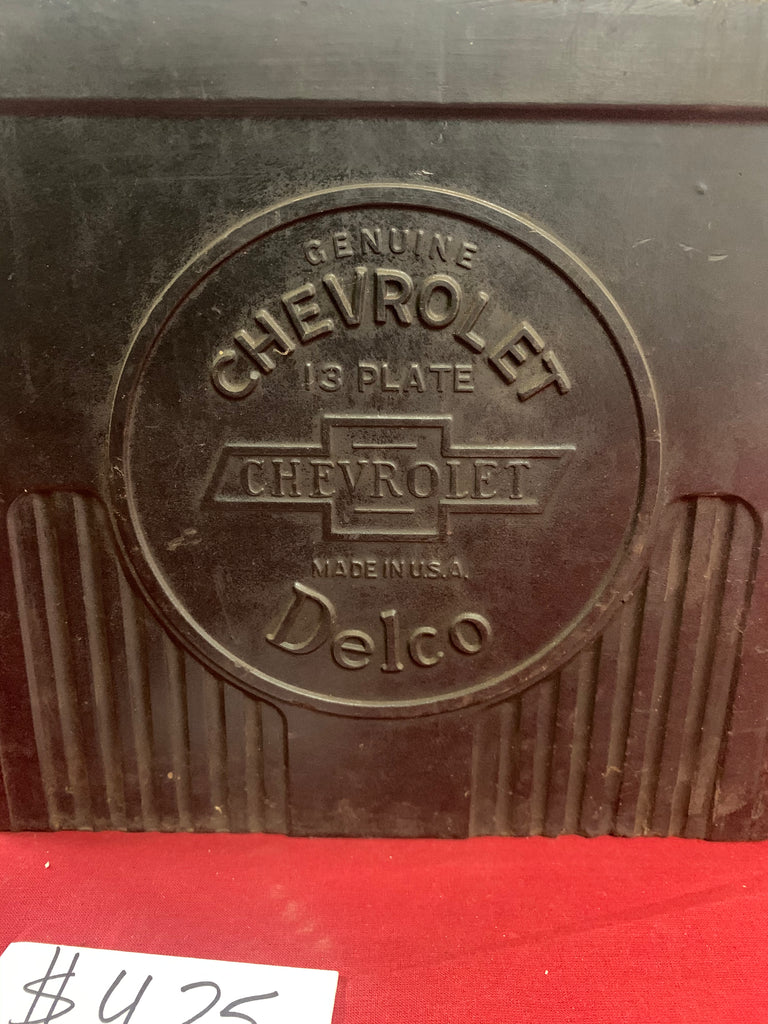 GENUINE
CHEVROLET
13 PLATE
CHEVROLET
MADE IN U.S.A.
Delco
$425